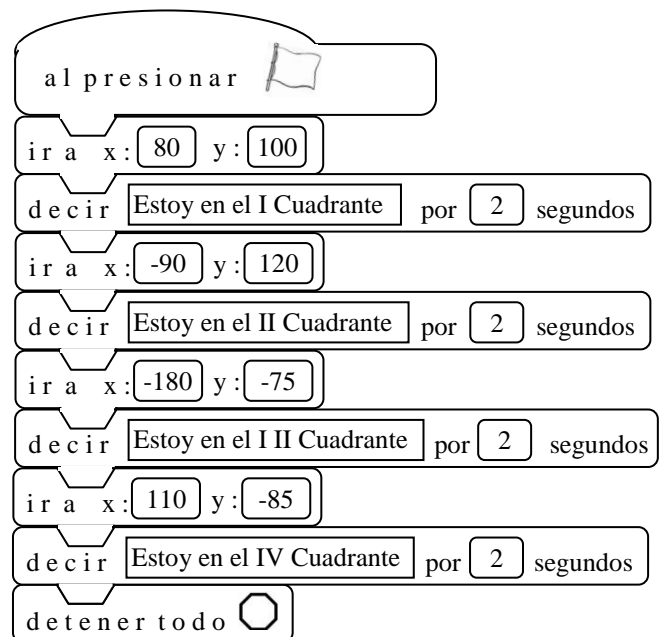 al presionar
ir a x: 80 y: 100
decir Estoy en el I Cuadrante por 2 segundos
ir a x: -90 y: 120
decir Estoy en el II Cuadrante por 2 segundos
ir a x: -180 y: -75
decir Estoy en el I II Cuadrante por 2 segundos
ir a x: 110 y: -85
decir Estoy en el IV Cuadrante por 2 segundos
detener todo